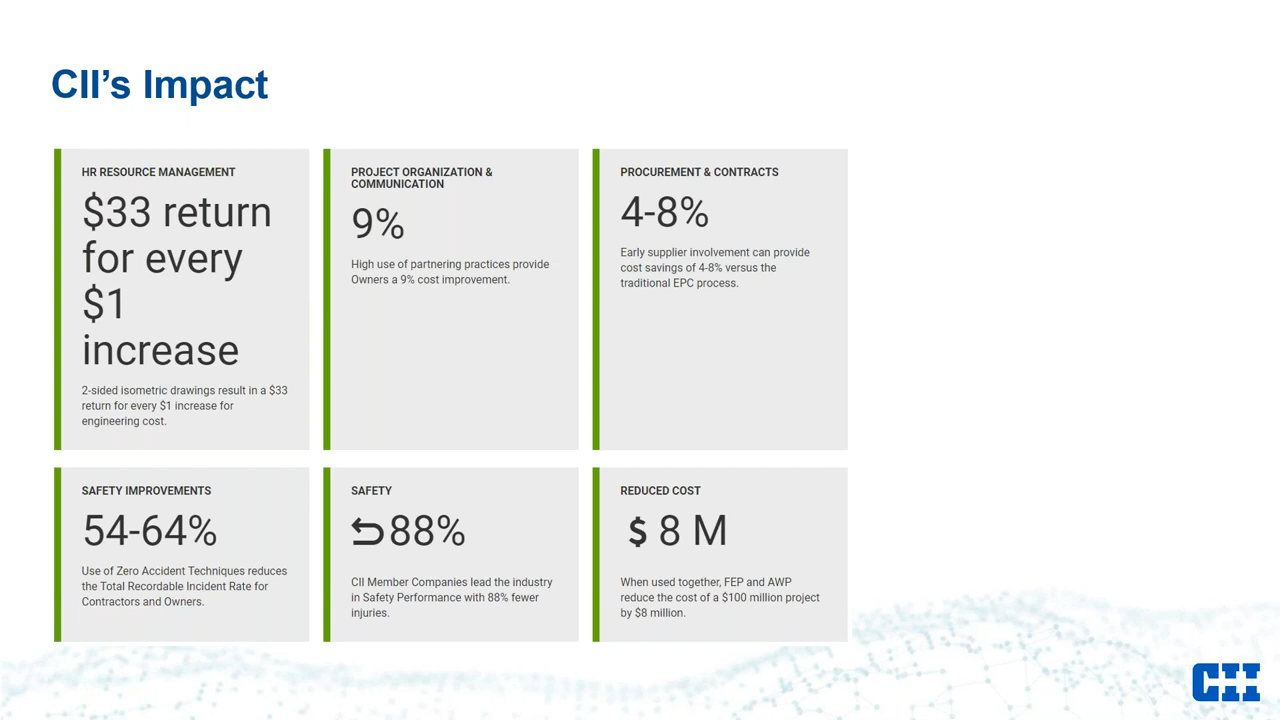 CII’s Impact
HR RESOURCE MANAGEMENT
$33 return
for every
$1
increase
2-sided isometric drawings result in a $33
return for every $1 increase for
engineering cost.
PROJECT ORGANIZATION &
COMMUNICATION
9%
High use of partnering practices provide
Owners a 9% cost improvement.
PROCUREMENT & CONTRACTS
4-8%
Early supplier involvement can provide
cost savings of 4-8% versus the
traditional EPC process.
SAFETY IMPROVEMENTS
54-64%
Use of Zero Accident Techniques reduces
the Total Recordable Incident Rate for
Contractors and Owners.
SAFETY
88%
CII Member Companies lead the industry
in Safety Performance with 88% fewer
injuries.
REDUCED COST
$ 8 M
When used together, FEP and AWP
reduce the cost of a $100 million project
by $8 million.
CII